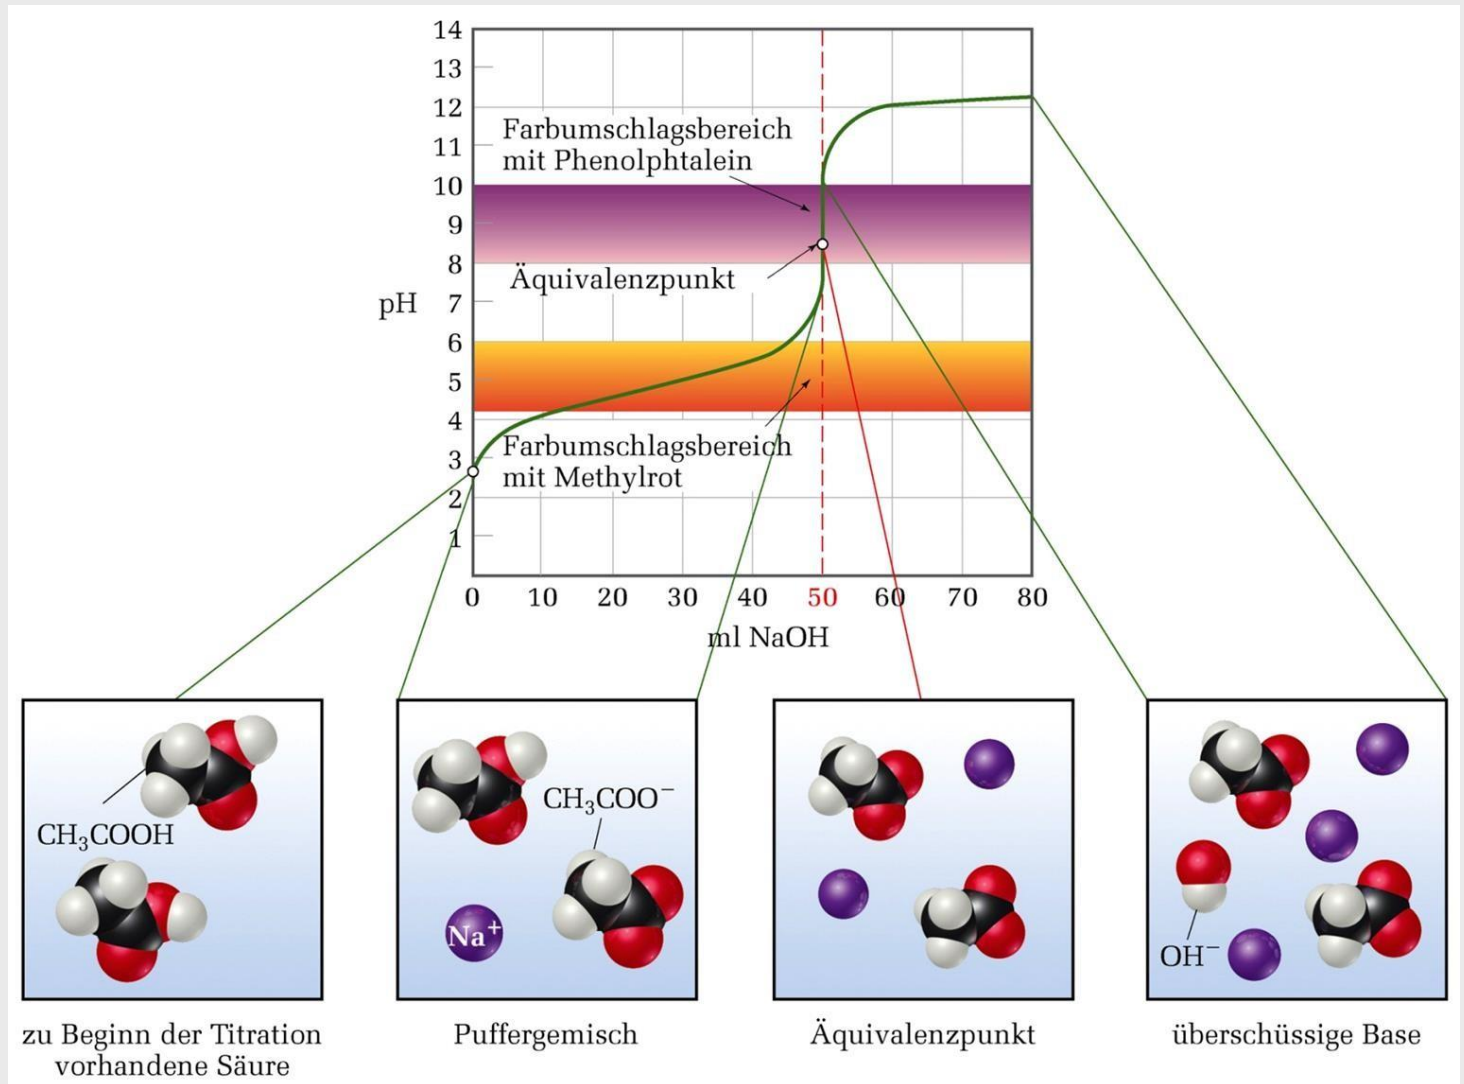 14
13
12
11
10
9
8
7
6
5
4
3
2
1
pH
Farbumschlagsbereich
mit Phenolphtalein
Äquivalenzpunkt
Farbumschlagsbereich
mit Methylrot
0 10 20 30 40 50 60 70 80
ml NaOH
CH₃COOH
CH₃COO⁻
Na⁺
OH⁻
zu Beginn der Titration
vorhandene Säure
Puffergemisch
Äquivalenzpunkt
überschüssige Base